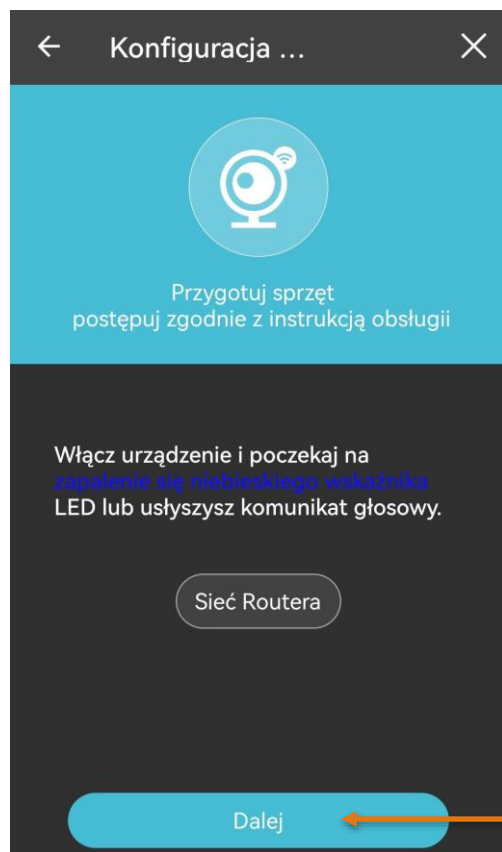 Konfiguracja ...
Przygotuj sprzęt
postępuj zgodnie z instrukcją obsługii
Włącz urządzenie i poczekaj na
zapalenie się niebieskiego wskaźnika
LED lub usłyszysz komunikat głosowy.
Sieć Routera
Dalej